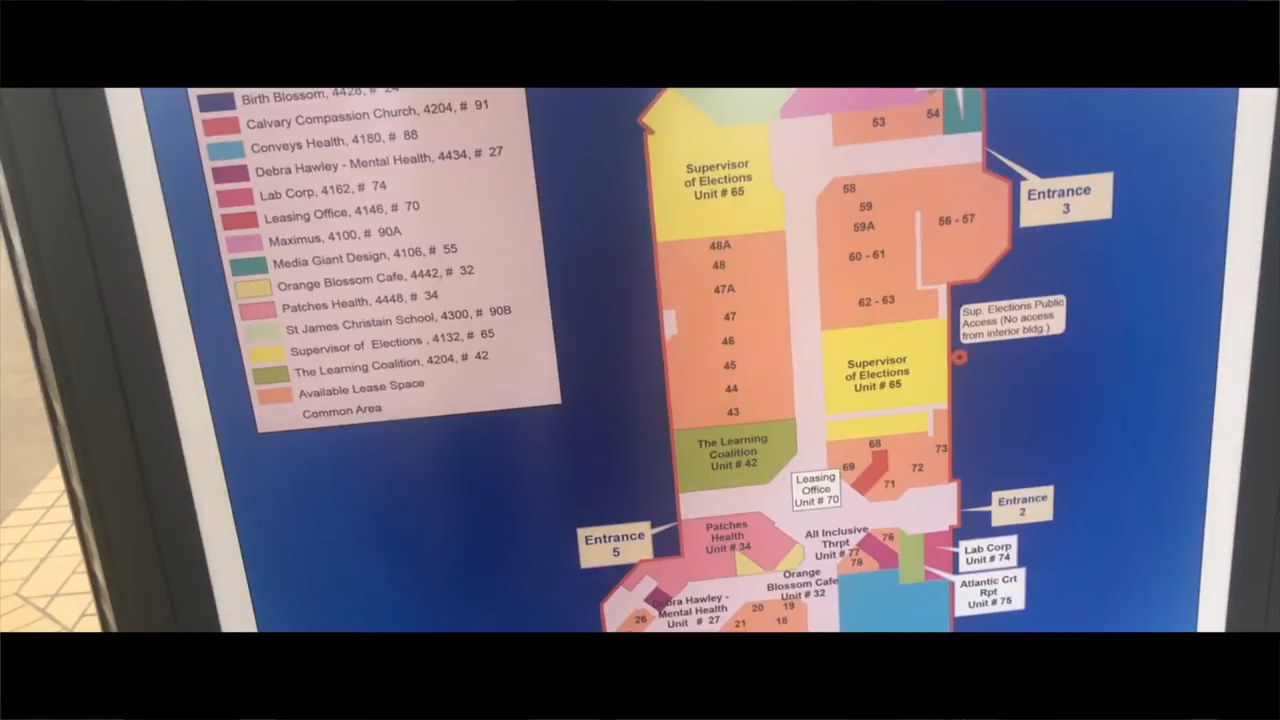 Birth Blossom, 4428, # 24
Calvary Compassion Church, 4204, # 91
Conveys Health, 4180, # 88
Debra Hawley - Mental Health, 4434, # 27
Lab Corp, 4162, # 74
Leasing Office, 4146, # 70
Maximus, 4100, # 90A
Media Giant Design, 4106, # 55
Orange Blossom Cafe, 4442, # 32
Patches Health, 4448, # 34
St James Christain School, 4300, # 90B
Supervisor of Elections , 4132, # 65
The Learning Coalition, 4204, # 42
Available Lease Space
Common Area
53
54
Supervisor
of Elections
Unit # 65
Entrance
3
58
59
59A
60 - 61
56 - 57
62 - 63
48A
48
47A
47
46
45
44
43
Sup. Elections Public
Access (No access
from interior bldg.)
Supervisor
of Elections
Unit # 65
The Learning
Coalition
Unit # 42
68
69
71
72
73
Leasing
Office
Unit # 70
Entrance
2
Entrance
5
Patches
Health
Unit # 34
All Inclusive
Thrpt
Unit # 77
76
78
Lab Corp
Unit # 74
Atlantic Crt
Rpt
Unit # 75
Orange
Blossom Cafe
Unit # 32
Debra Hawley -
Mental Health
Unit # 27
26
20
19
21
18